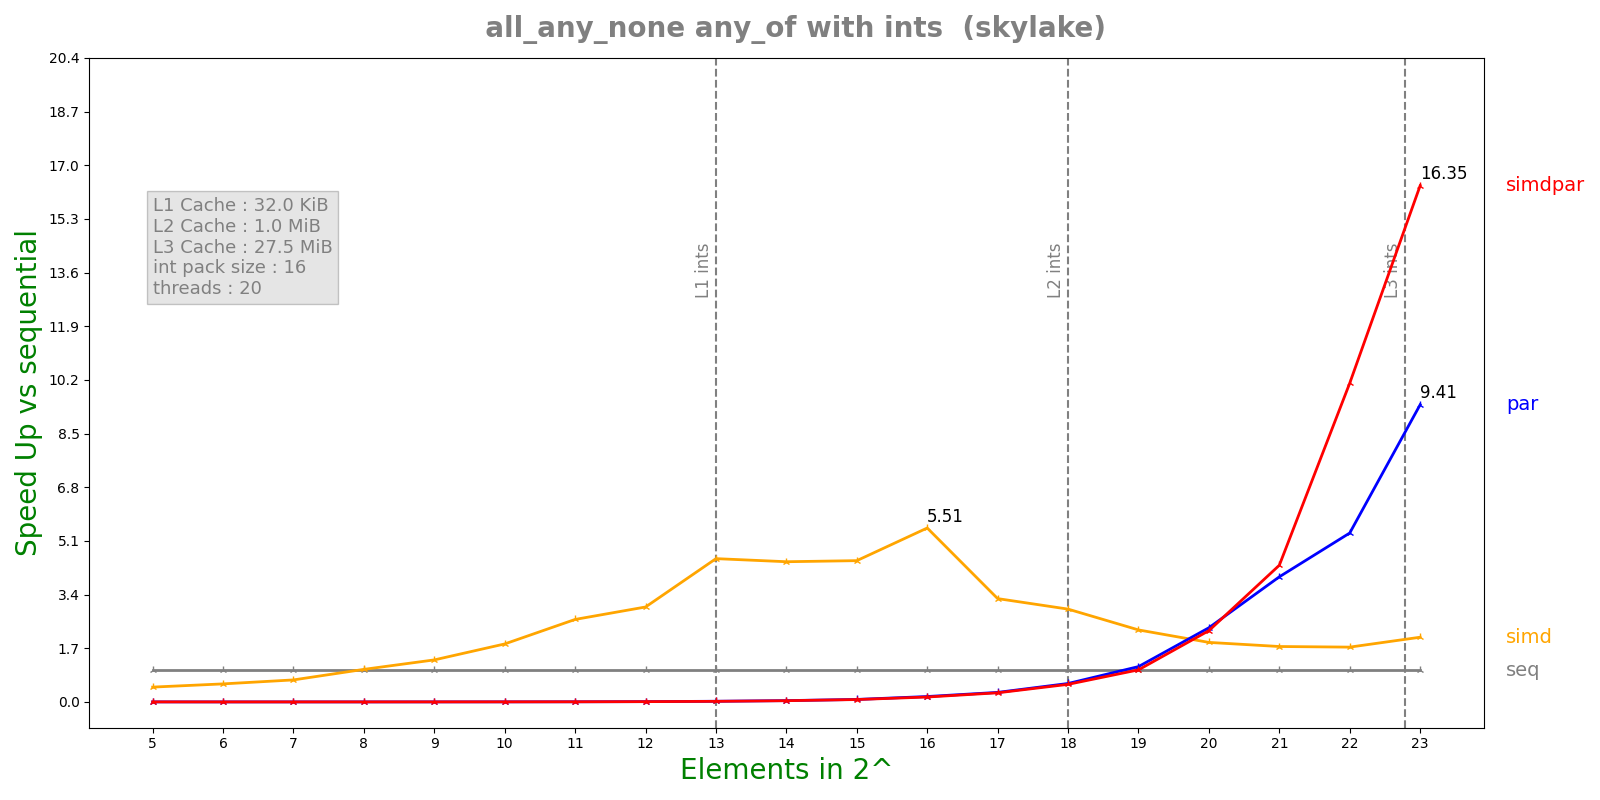 all_any_none any_of with ints  (skylake)
Speed Up vs sequential
20.4
18.7
17.0
15.3
13.6
11.9
10.2
8.5
6.8
5.1
3.4
1.7
0.0
L1 Cache : 32.0 KiB
L2 Cache : 1.0 MiB
L3 Cache : 27.5 MiB
int pack size : 16
threads : 20
L1 ints
L2 ints
L3 ints
5.51
16.35
9.41
simdpar
par
simd
seq
5 6 7 8 9 10 11 12 13 14 15 16 17 18 19 20 21 22 23
Elements in 2^